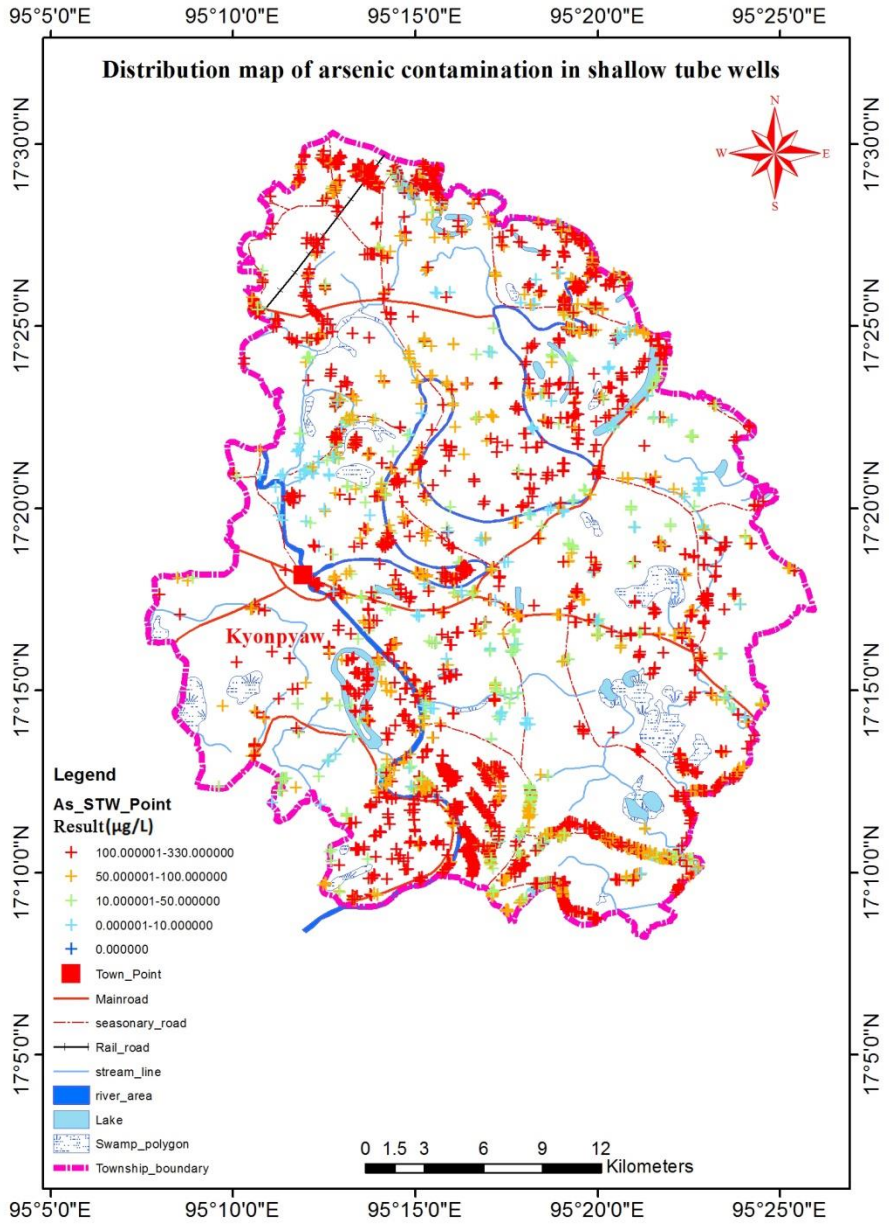 95°5'0"E 95°10'0"E 95°15'0"E 95°20'0"E 95°25'0"E
Distribution map of arsenic contamination in shallow tube wells
N
W E
S
17°30'0"N 17°30'0"N
17°25'0"N 17°25'0"N
17°20'0"N 17°20'0"N
Kyonpyaw
17°15'0"N 17°15'0"N
Legend
As_STW_Point
Result(µg/L)
100.000001-330.000000
50.000001-100.000000
17°10'0"N 17°10'0"N
10.000001-50.000000
0.000001-10.000000
0.000000
Town_Point
Mainroad
seasonary_road
Rail_road
17°5'0"N 17°5'0"N
stream_line
river_area
Lake
Swamp_polygon
Township_boundary
0 1.5 3 6 9 12
Kilometers
95°5'0"E 95°10'0"E 95°15'0"E 95°20'0"E 95°25'0"E